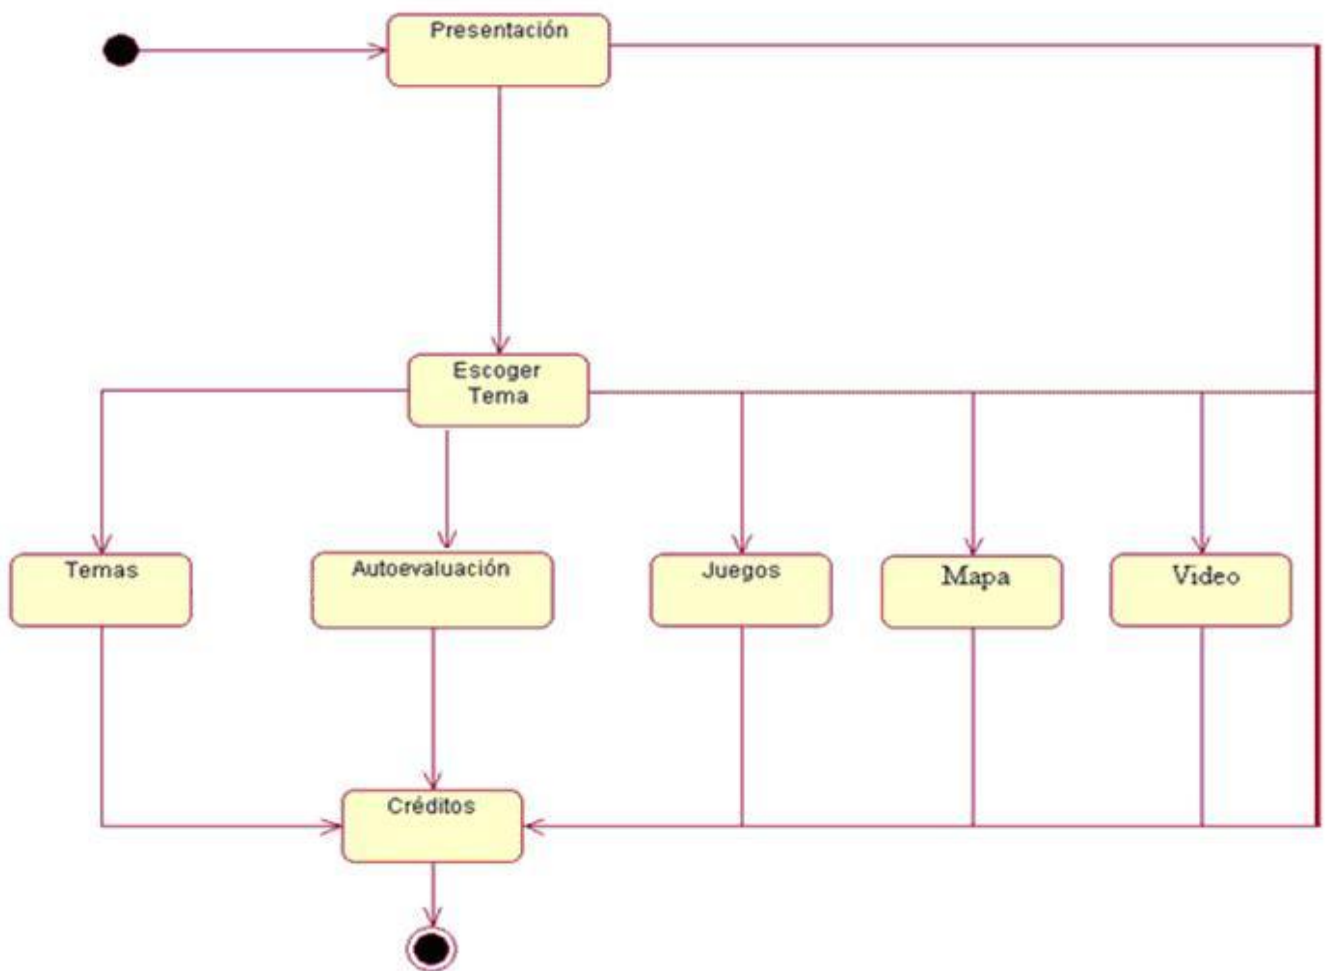 Presentación
Escoger
Tema
Temas
Autoevaluación
Juegos
Mapa
Video
Créditos